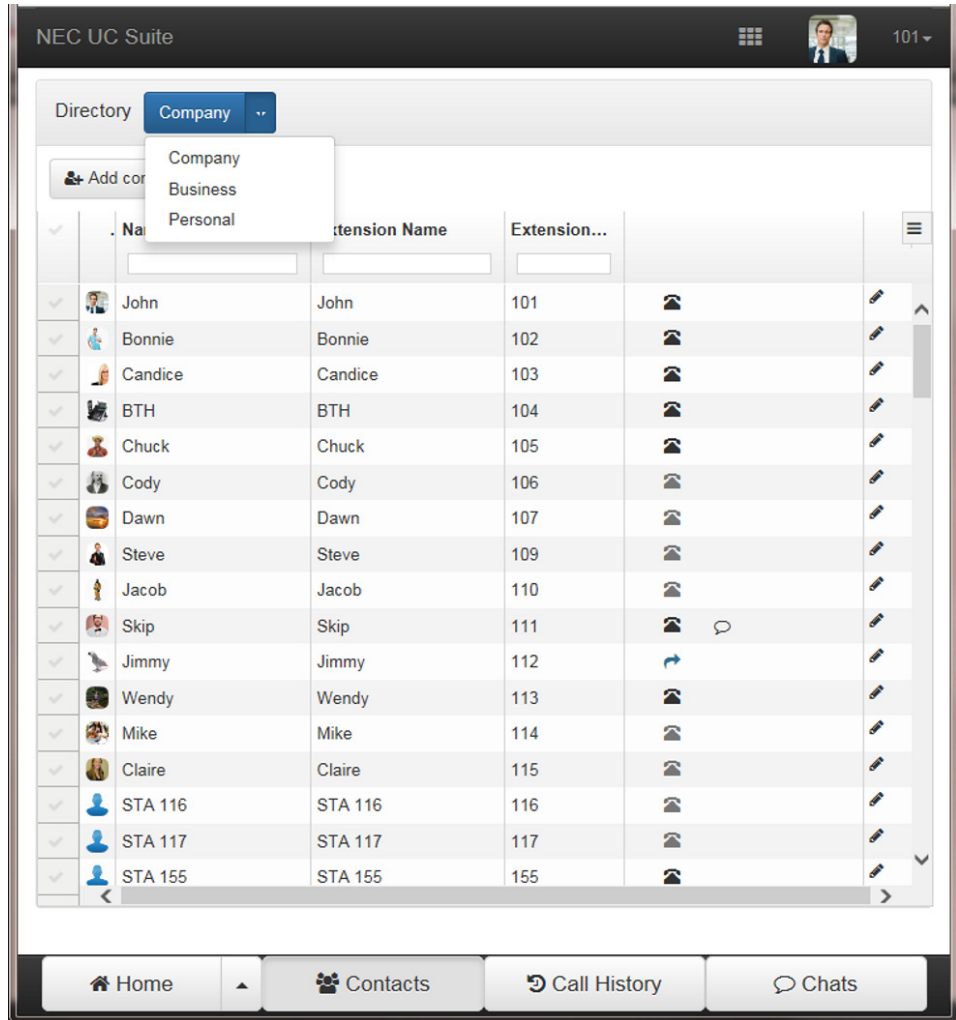 NEC UC Suite 101
Directory Company
Company
Business
Personal
Add cor
Na xtension Name Extension...
John John 101
Bonnie Bonnie 102
Candice Candice 103
BTH BTH 104
Chuck Chuck 105
Cody Cody 106
Dawn Dawn 107
Steve Steve 109
Jacob Jacob 110
Skip Skip 111
Jimmy Jimmy 112
Wendy Wendy 113
Mike Mike 114
Claire Claire 115
STA 116 STA 116 116
STA 117 STA 117 117
STA 155 STA 155 155
Home Contacts Call History Chats